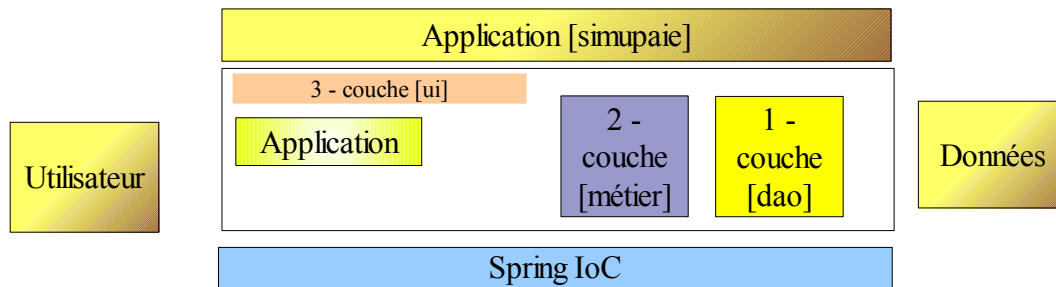 Application [simupaie]
3 - couche [ui]
Application
2 -
couche
[métier]
1 -
couche
[dao]
Utilisateur
Données
Spring IoC